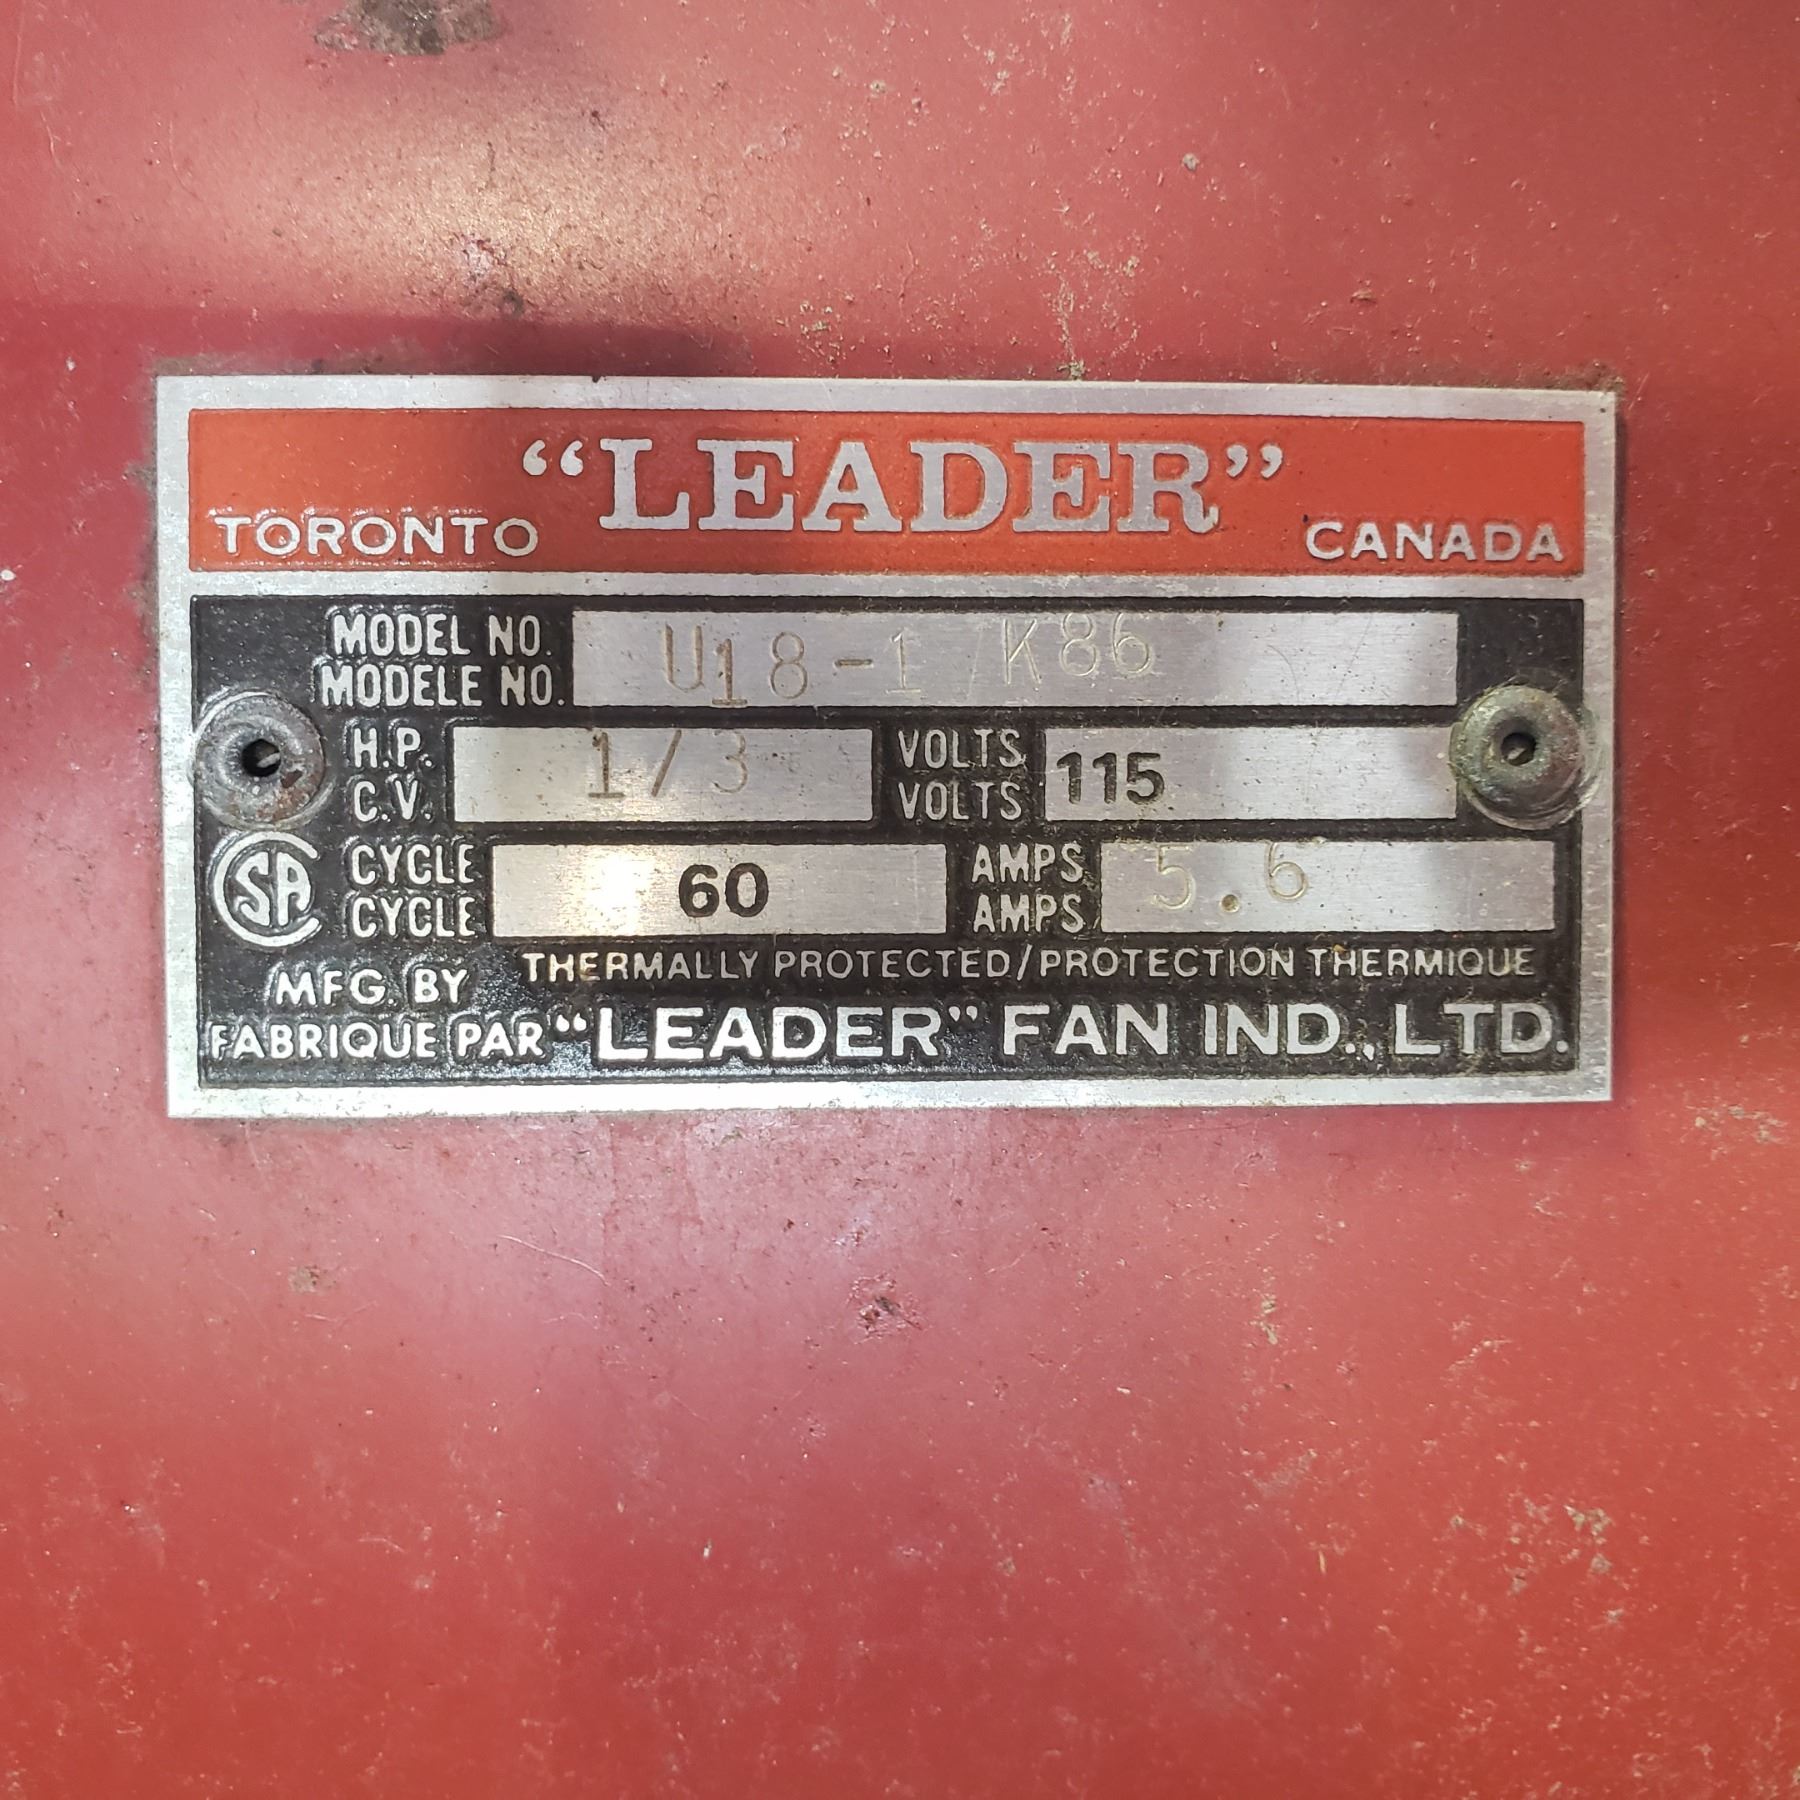 “LEADER”
TORONTO CANADA
MODEL NO. U18-1/K86
MODELE NO.
H.P. 1/3 VOLTS 115
C.V. VOLTS
CSA CYCLE 60 AMPS 5.6
CYCLE AMPS
THERMALLY PROTECTED/PROTECTION THERMIQUE
MFG. BY
FABRIQUE PAR “LEADER” FAN IND., LTD.